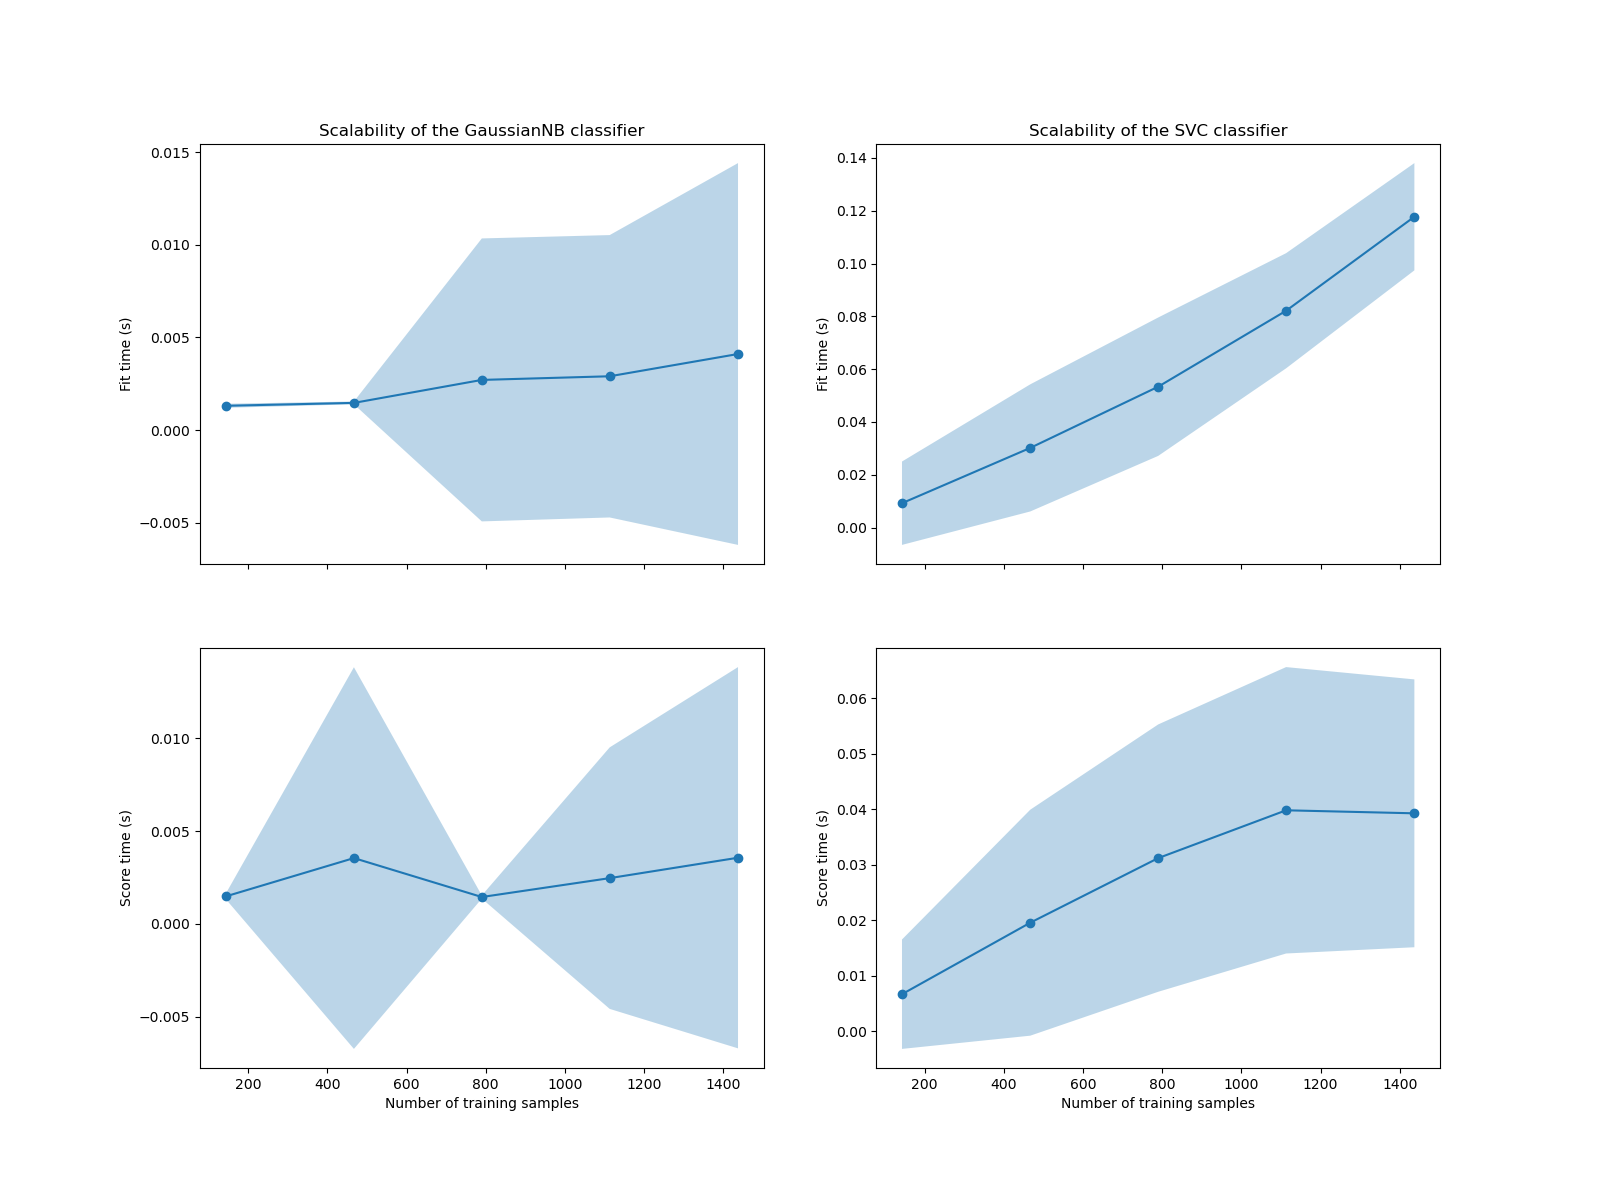 Scalability of the GaussianNB classifier
0.015
0.010
0.005
0.000
−0.005
Fit time (s)
Scalability of the SVC classifier
0.14
0.12
0.10
0.08
0.06
0.04
0.02
0.00
Fit time (s)
0.010
0.005
0.000
−0.005
Score time (s)
200 400 600 800 1000 1200 1400
Number of training samples
0.06
0.05
0.04
0.03
0.02
0.01
0.00
Score time (s)
200 400 600 800 1000 1200 1400
Number of training samples